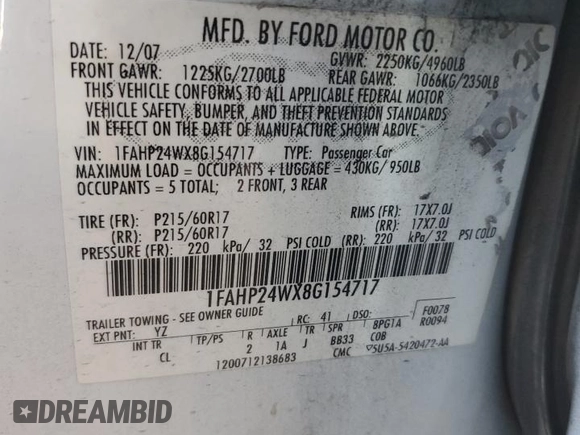 MFD. BY FORD MOTOR CO.
DATE: 12/07 GVWR: 2250KG/4960LB
FRONT GAWR: 1225KG/2700LB REAR GAWR: 1066KG/2350LB
THIS VEHICLE CONFORMS TO ALL APPLICABLE FEDERAL MOTOR
VEHICLE SAFETY, BUMPER, AND THEFT PREVENTION STANDARDS
IN EFFECT ON THE DATE OF MANUFACTURE SHOWN ABOVE.
VIN: 1FAHP24WX8G154717 TYPE: Passenger Car
MAXIMUM LOAD = OCCUPANTS + LUGGAGE = 430KG/ 950LB
OCCUPANTS = 5 TOTAL; 2 FRONT, 3 REAR
TIRE (FR): P215/60R17 RIMS (FR): 17X7.0J
(RR): P215/60R17 (RR): 17X7.0J
PRESSURE (FR): 220 kPa/ 32 PSI COLD (RR): 220 kPa/ 32 PSI COLD
1FAHP24WX8G154717
TRAILER TOWING - SEE OWNER GUIDE
EXT PNT: YZ RC: 41 DSO: F0078
R0094
INT TR TP/PS R AXLE TR SPR 8PG1A
CL 2 1A J BB33 COB
1200712138683 CMC 5U5A-5420472-AA
VOID